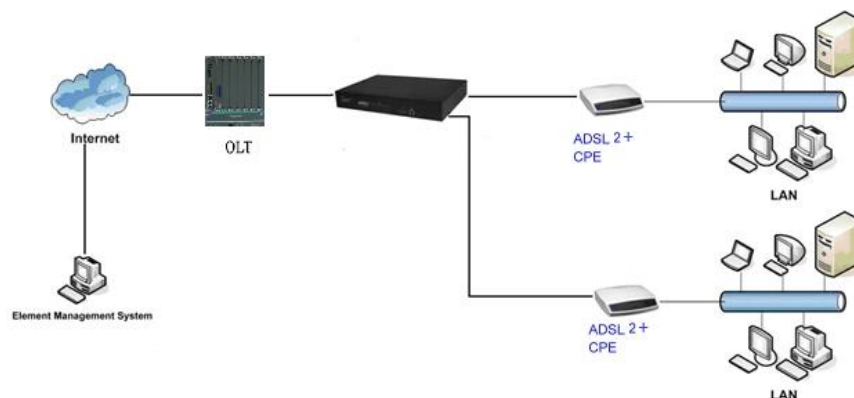 Internet
OLT
ADSL 2+
CPE
LAN
Element Management System
ADSL 2+
CPE
LAN